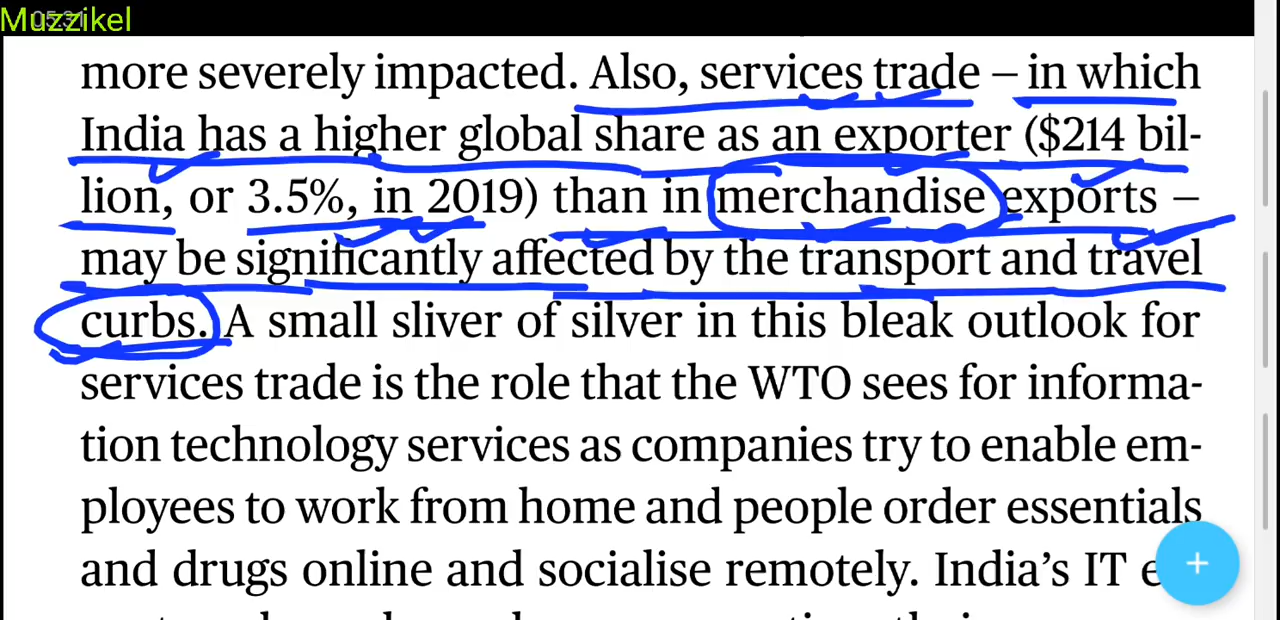 Muzzikel
more severely impacted. Also, services trade – in which
India has a higher global share as an exporter ($214 bil-
lion, or 3.5%, in 2019) than in merchandise exports –
may be significantly affected by the transport and travel
curbs. A small sliver of silver in this bleak outlook for
services trade is the role that the WTO sees for informa-
tion technology services as companies try to enable em-
ployees to work from home and people order essentials
and drugs online and socialise remotely. India’s IT